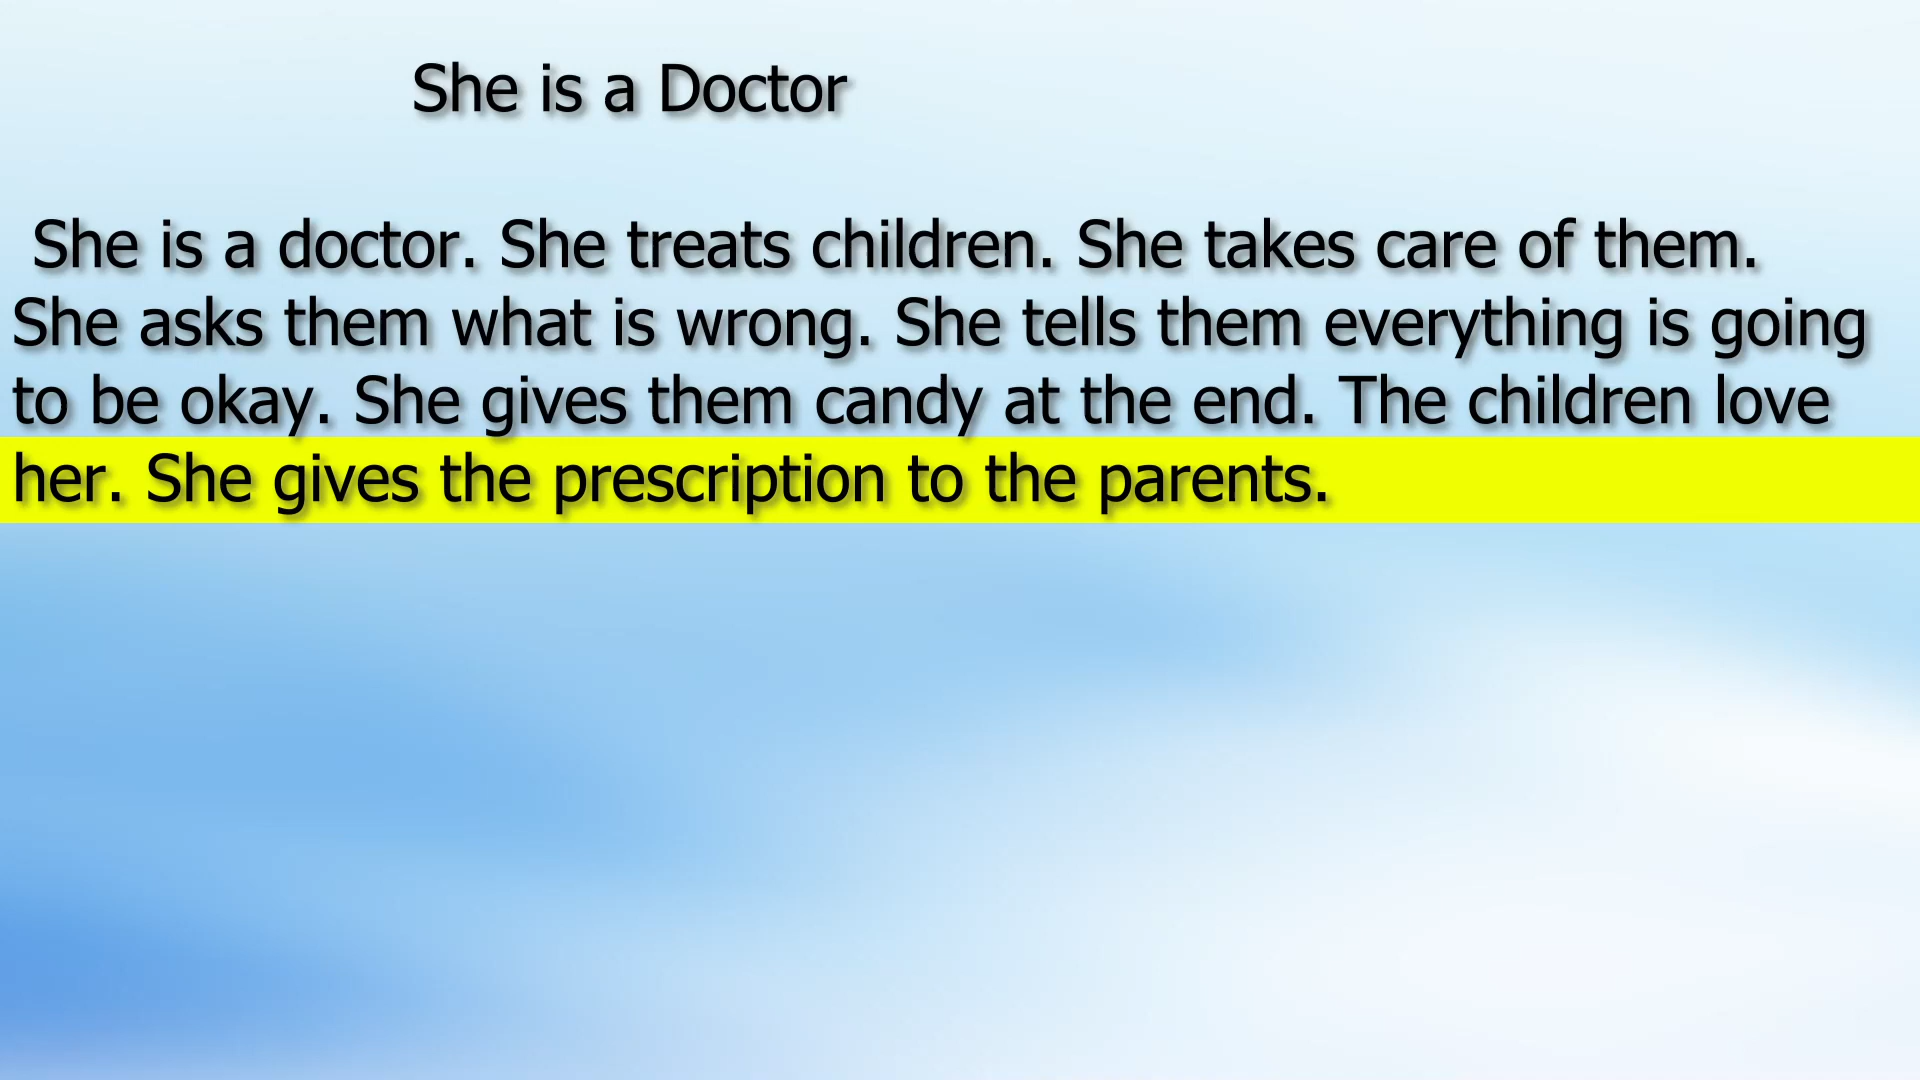 She is a Doctor
She is a doctor. She treats children. She takes care of them.
She asks them what is wrong. She tells them everything is going
to be okay. She gives them candy at the end. The children love
her. She gives the prescription to the parents.